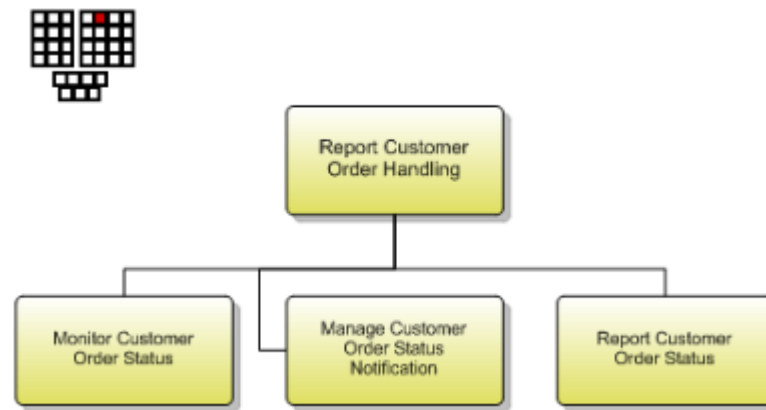 Report Customer
Order Handling
Monitor Customer
Order Status
Manage Customer
Order Status
Notification
Report Customer
Order Status